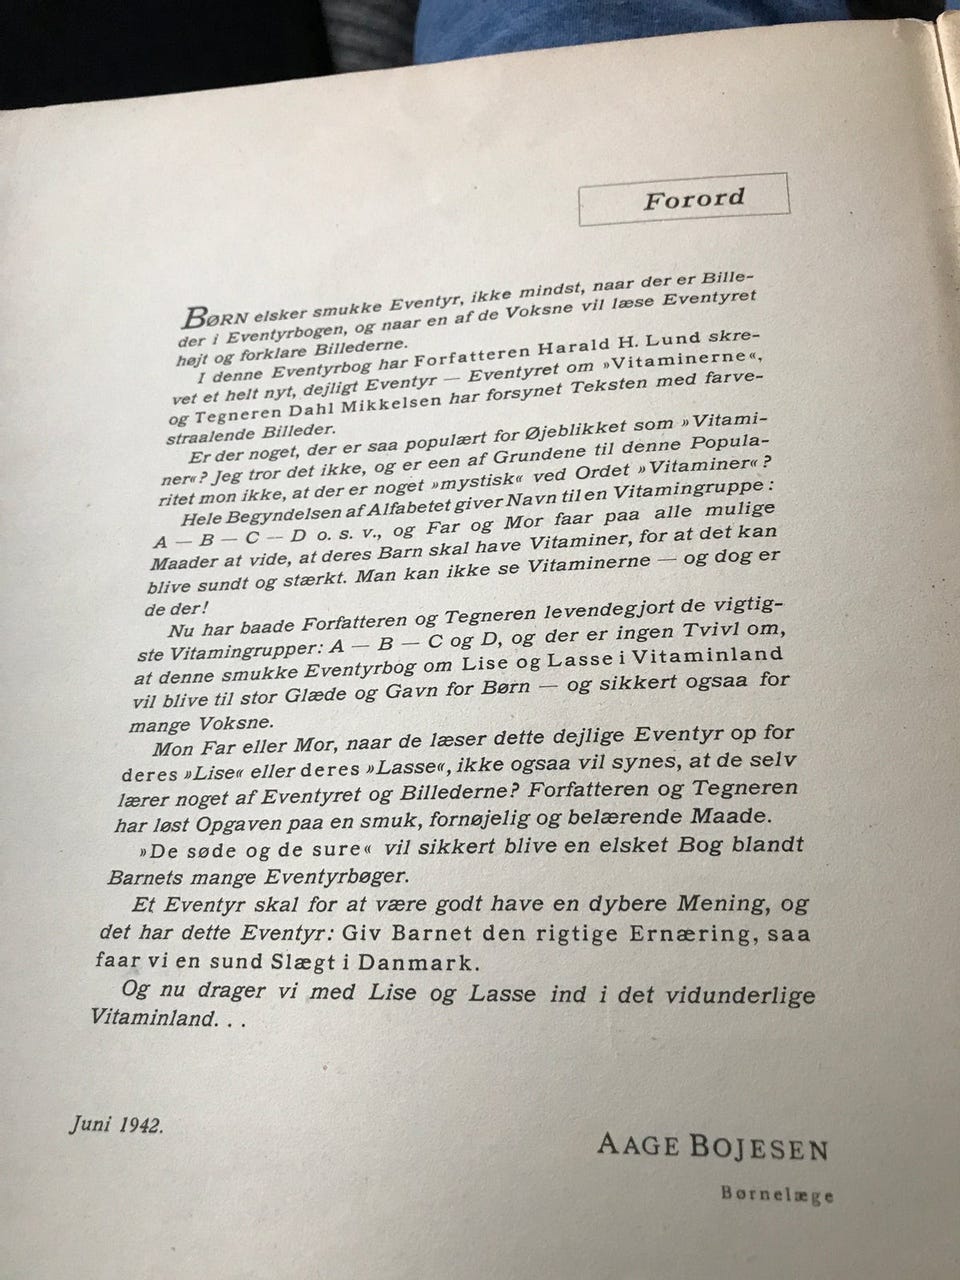 Forord
BØRN elsker smukke Eventyr, ikke mindst, naar der er Bille-
der i Eventyrbogen, og naar en af de Voksne vil læse Eventyret
højt og forklare Billederne.
I denne Eventyrbog har Forfatteren Harald H. Lund skre-
vet et helt nyt, dejligt Eventyr — Eventyret om »Vitaminerne«,
og Tegneren Dahl Mikkelsen har forsynet Teksten med farve-
straalende Billeder.
Er der noget, der er saa populært for Øjeblikket som »Vitami-
ner«? Jeg tror det ikke, og er een af Grundene til denne Popula-
ritet mon ikke, at der er noget »mystisk« ved Ordet »Vitaminer«?
Hele Begyndelsen af Alfabetet giver Navn til en Vitamingruppe:
A — B — C — D o. s. v., og Far og Mor faar paa alle mulige
Maader at vide, at deres Barn skal have Vitaminer, for at det kan
blive sundt og stærkt. Man kan ikke se Vitaminerne — og dog er
de der!
Nu har baade Forfatteren og Tegneren levendegjort de vigtig-
ste Vitamingrupper: A — B — C og D, og der er ingen Tvivl om,
at denne smukke Eventyrbog om Lise og Lasse i Vitaminland
vil blive til stor Glæde og Gavn for Børn — og sikkert ogsaa for
mange Voksne.
Mon Far eller Mor, naar de læser dette dejlige Eventyr op for
deres »Lise« eller deres »Lasse«, ikke ogsaa vil synes, at de selv
lærer noget af Eventyret og Billederne? Forfatteren og Tegneren
har løst Opgaven paa en smuk, fornøjelig og belærende Maade.
»De søde og de sure« vil sikkert blive en elsket Bog blandt
Barnets mange Eventyrbøger.
Et Eventyr skal for at være godt have en dybere Mening, og
det har dette Eventyr: Giv Barnet den rigtige Ernæring, saa
faar vi en sund Slægt i Danmark.
Og nu drager vi med Lise og Lasse ind i det vidunderlige
Vitaminland. . .
Juni 1942.
AAGE BOJESEN
Børnelæge